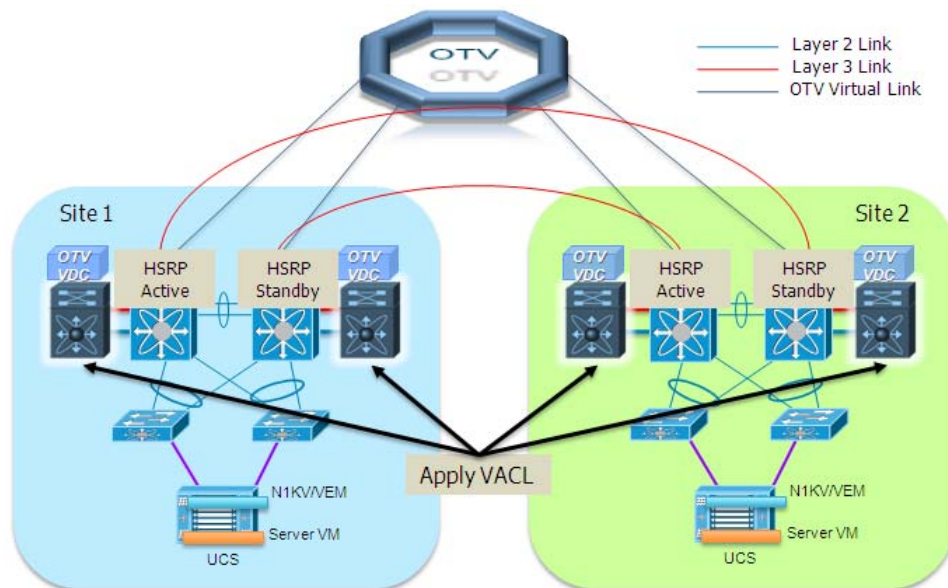 OTV
OTV
Layer 2 Link
Layer 3 Link
OTV Virtual Link
Site 1
OTV
VDC
HSRP
Active
HSRP
Standby
OTV
VDC
N1KV/VEM
Server VM
UCS
Apply VACL
Site 2
OTV
VDC
HSRP
Active
HSRP
Standby
OTV
VDC
N1KV/VEM
Server VM
UCS